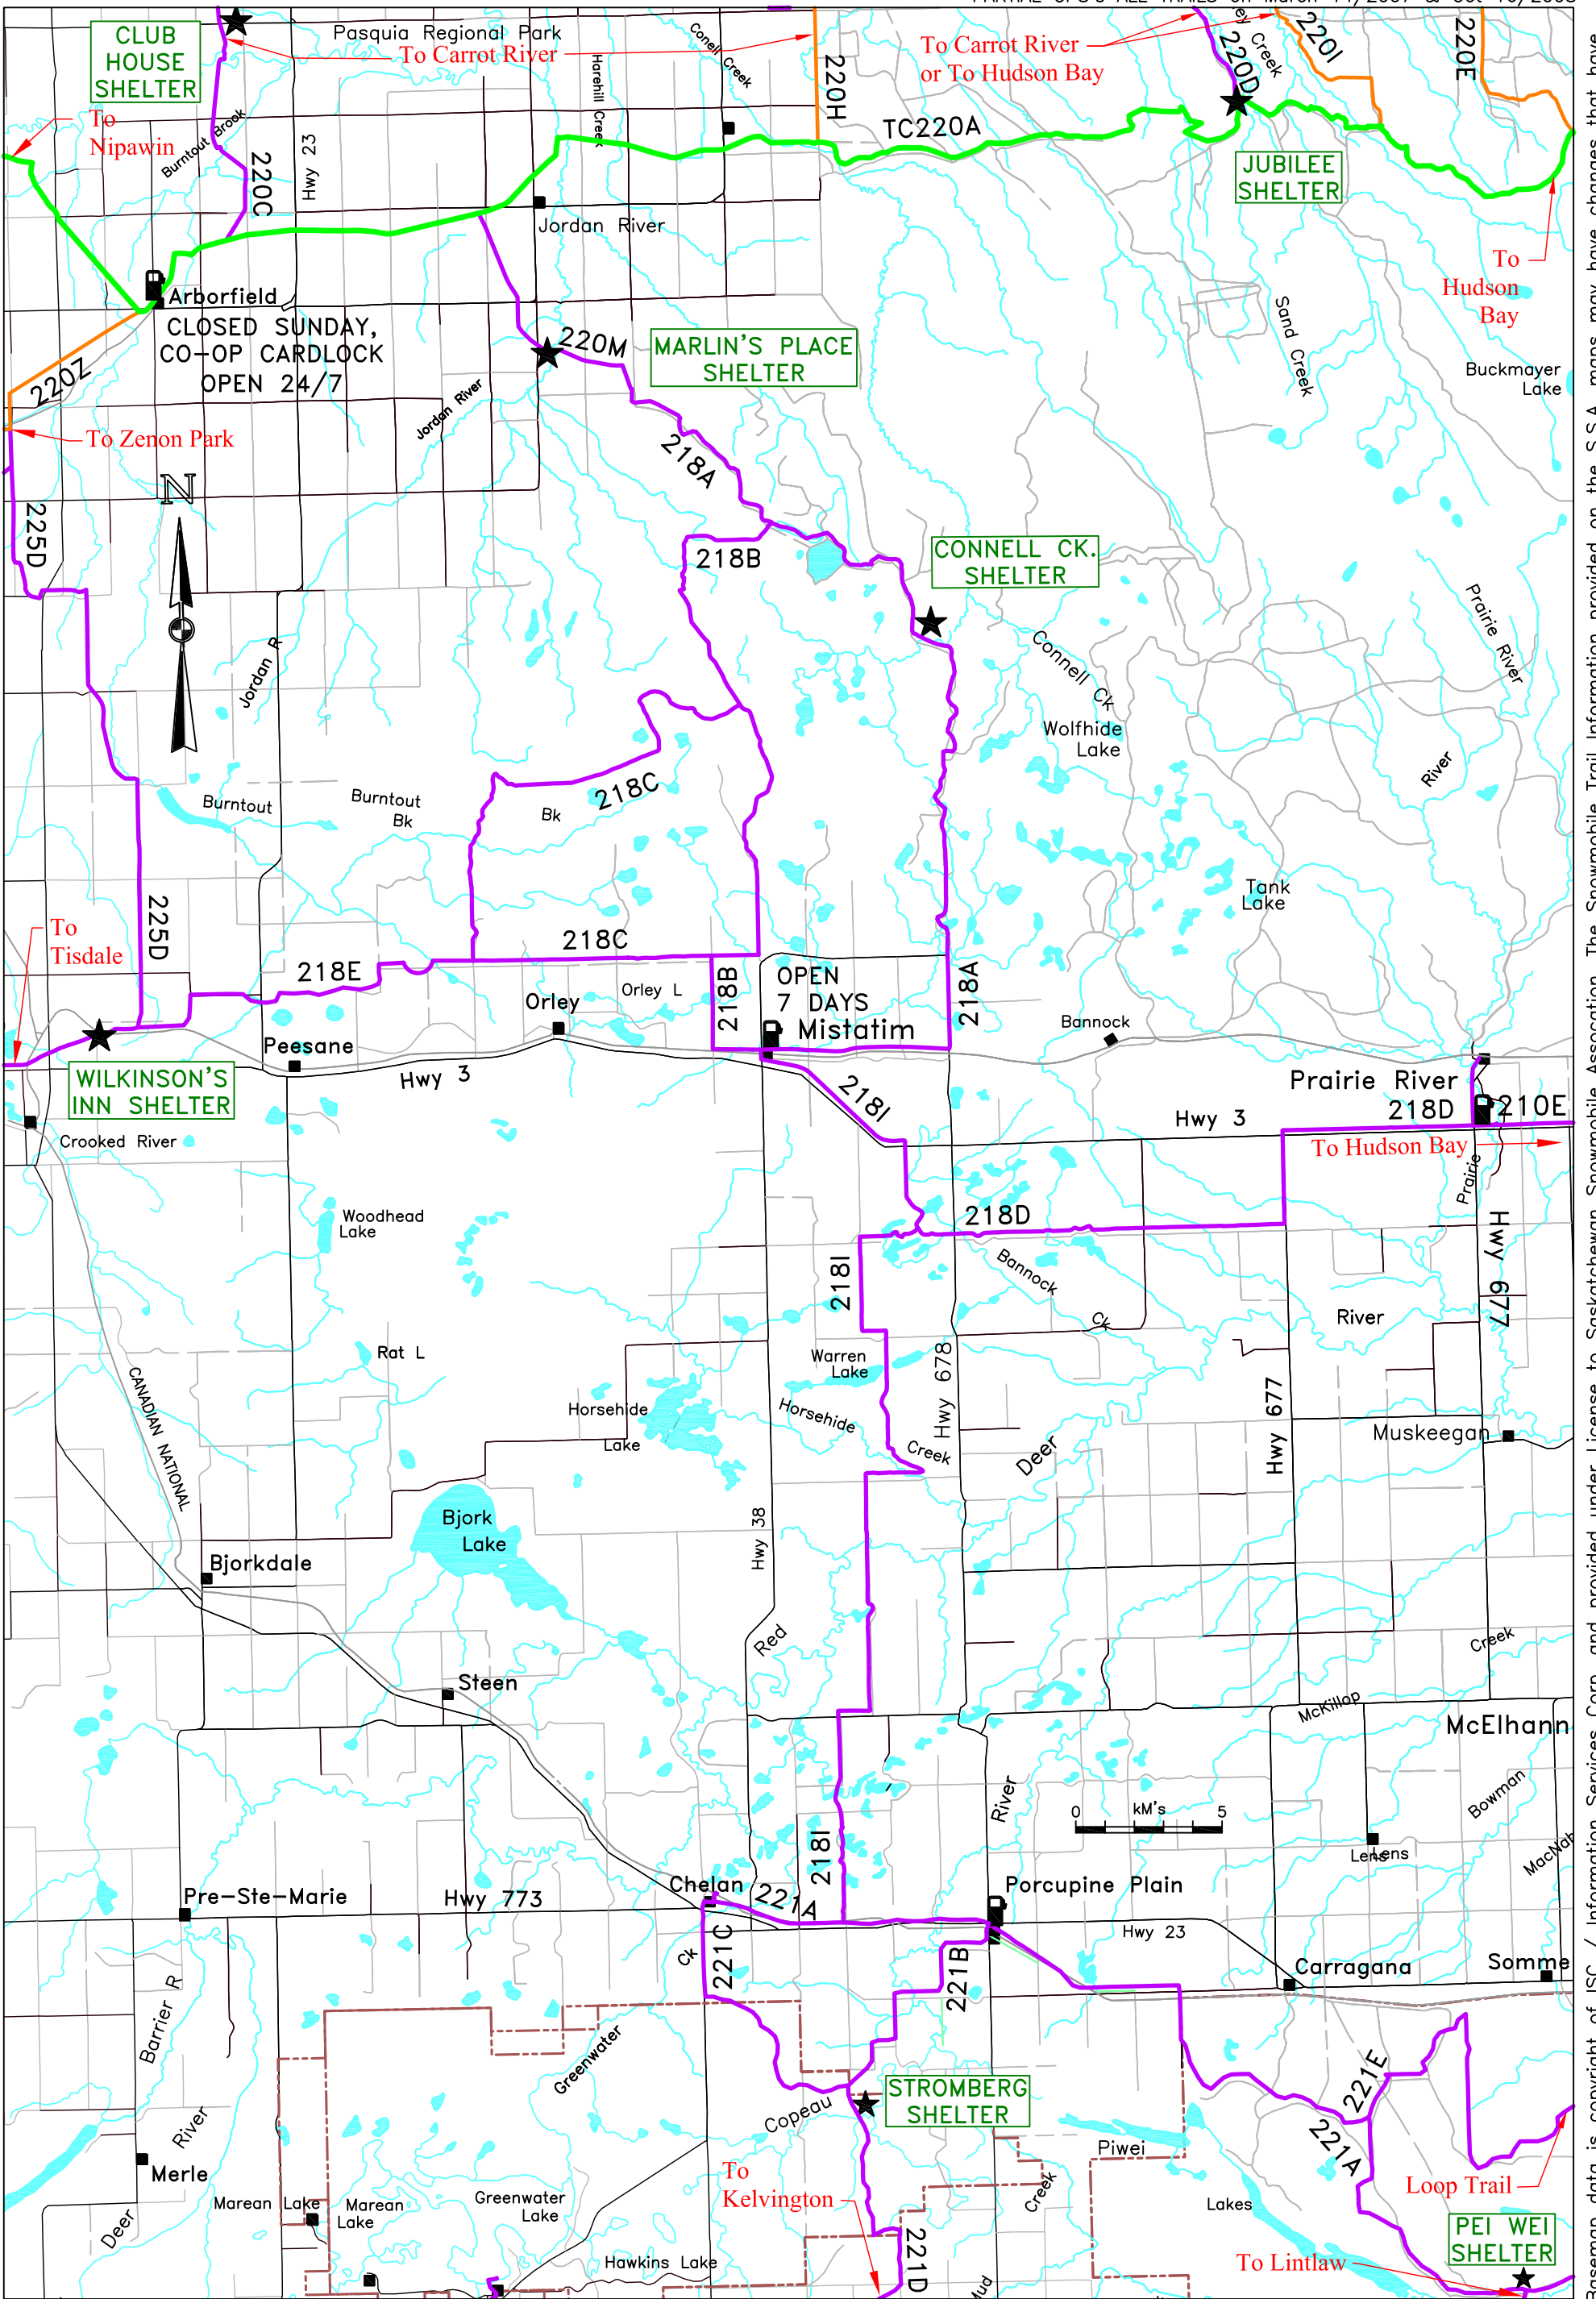 CLUB
HOUSE
SHELTER
Pasquia Regional Park
To Carrot River
Conell Creek
Harehill Creek
220H
To Carrot River
or To Hudson Bay
220D
Creek
220I
220E
To
Nipawin
Burntout Brook
220C
Hwy 23
TC220A
JUBILEE
SHELTER
Jordan River
To
Hudson
Bay
Arborfield
CLOSED SUNDAY,
CO-OP CARDLOCK
OPEN 24/7
220Z
To Zenon Park
Jordan River
220M
MARLIN'S PLACE
SHELTER
Sand Creek
Buckmayer
Lake
218A
N
225D
218B
CONNELL CK.
SHELTER
Jordan R
Connell Ck
Prairie River
Wolfhide
Lake
River
Burntout
Burntout
Bk
Bk
218C
Tank
Lake
To
Tisdale
225D
218E
218C
218B
218A
Orley
Orley L
OPEN
7 DAYS
Mistatim
Bannock
Peesane
Hwy 3
WILKINSON'S
INN SHELTER
Crooked River
218I
Hwy 3
Prairie River
218D
210E
To Hudson Bay
Prairie
Hwy 677
Woodhead
Lake
218D
218I
Bannock
Ck
River
Rat L
Warren
Lake
Hwy 678
Horsehide
Lake
Horsehide
Creek
Deer
Hwy 677
Muskeegan
CANADIAN NATIONAL
Bjork
Lake
Hwy 38
Bjorkdale
Red
Creek
Steen
McKillop
McElhann
River
0 kM's 5
Bowman
Lens
Lens
218I
Chelan
221A
Porcupine Plain
Pre-Ste-Marie
Hwy 773
Hwy 23
Ck
221C
221B
Carragana
Somme
Barrier R
Greenwater
STROMBERG
SHELTER
Copeau
221E
221A
Piwei
River
Merle
Deer
Marean Lake
Marean
Lake
Greenwater
Lake
Hawkins Lake
To
Kelvington
221D
Creek
Mud
Lakes
Loop Trail
PEI WEI
SHELTER
To Lintlaw